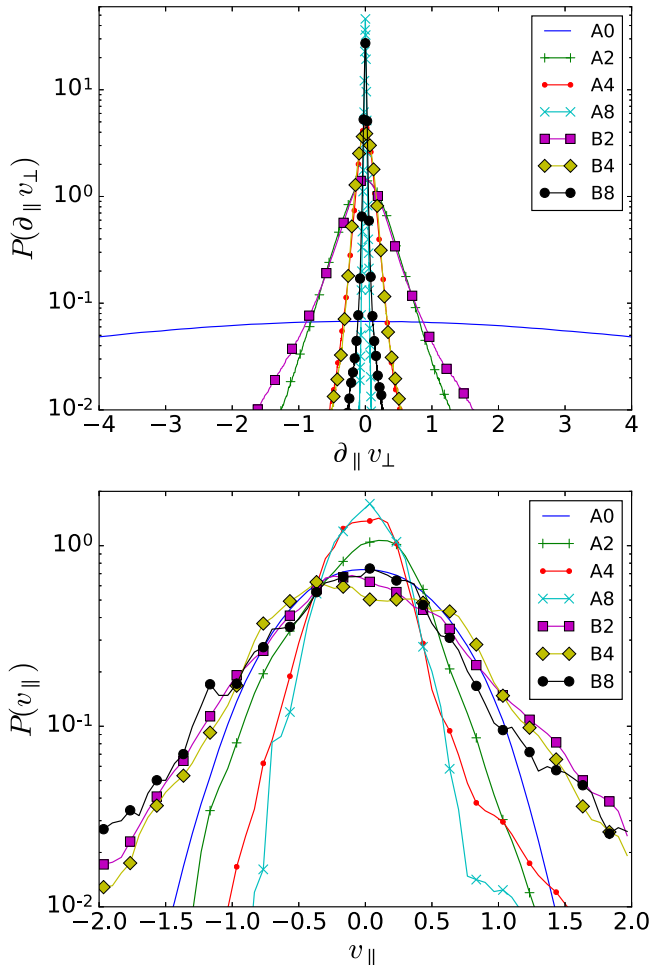 P(∂∥v⊥)
10¹
10⁰
10⁻¹
10⁻²
−4 −3 −2 −1 0 1 2 3 4
∂∥v⊥
A0
A2
A4
A8
B2
B4
B8
P(v∥)
10⁰
10⁻¹
10⁻²
−2.0 −1.5 −1.0 −0.5 0.0 0.5 1.0 1.5 2.0
v∥
A0
A2
A4
A8
B2
B4
B8